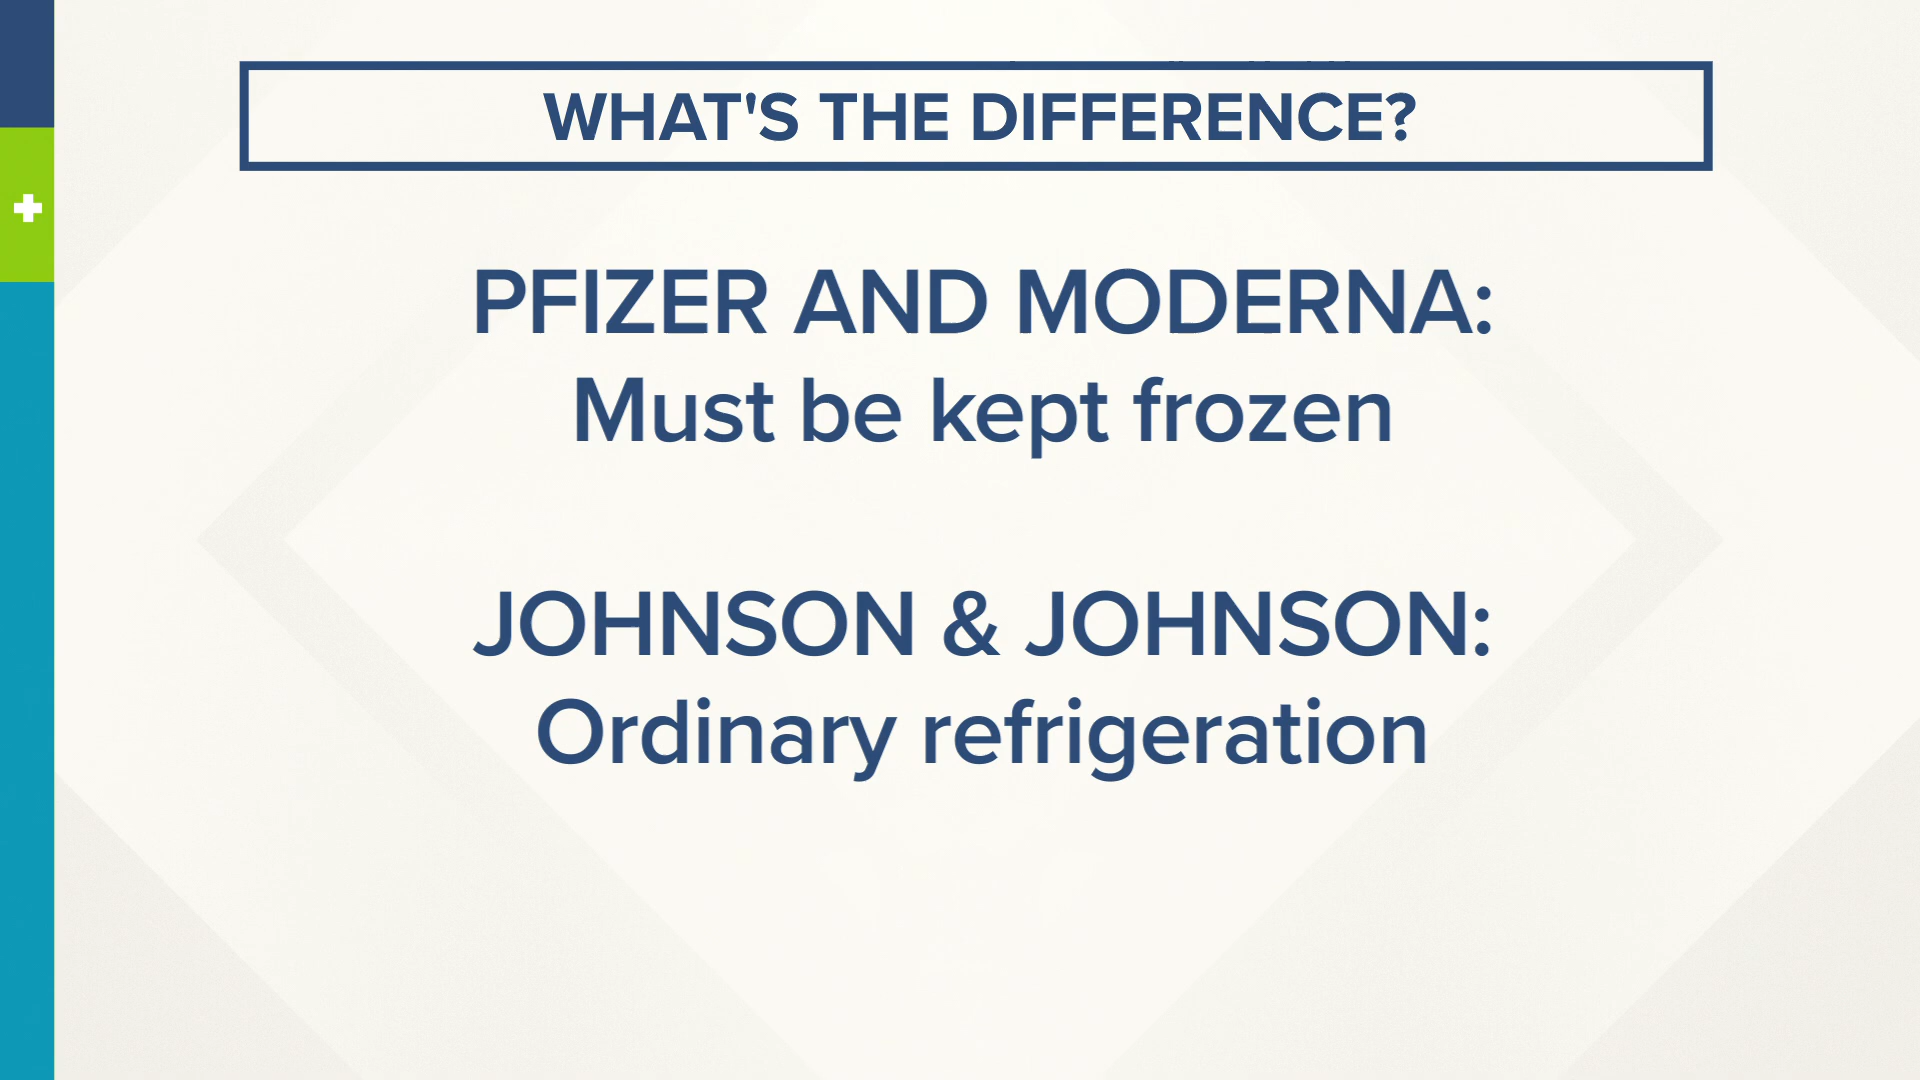 WHAT'S THE DIFFERENCE?
PFIZER AND MODERNA:
Must be kept frozen
JOHNSON & JOHNSON:
Ordinary refrigeration